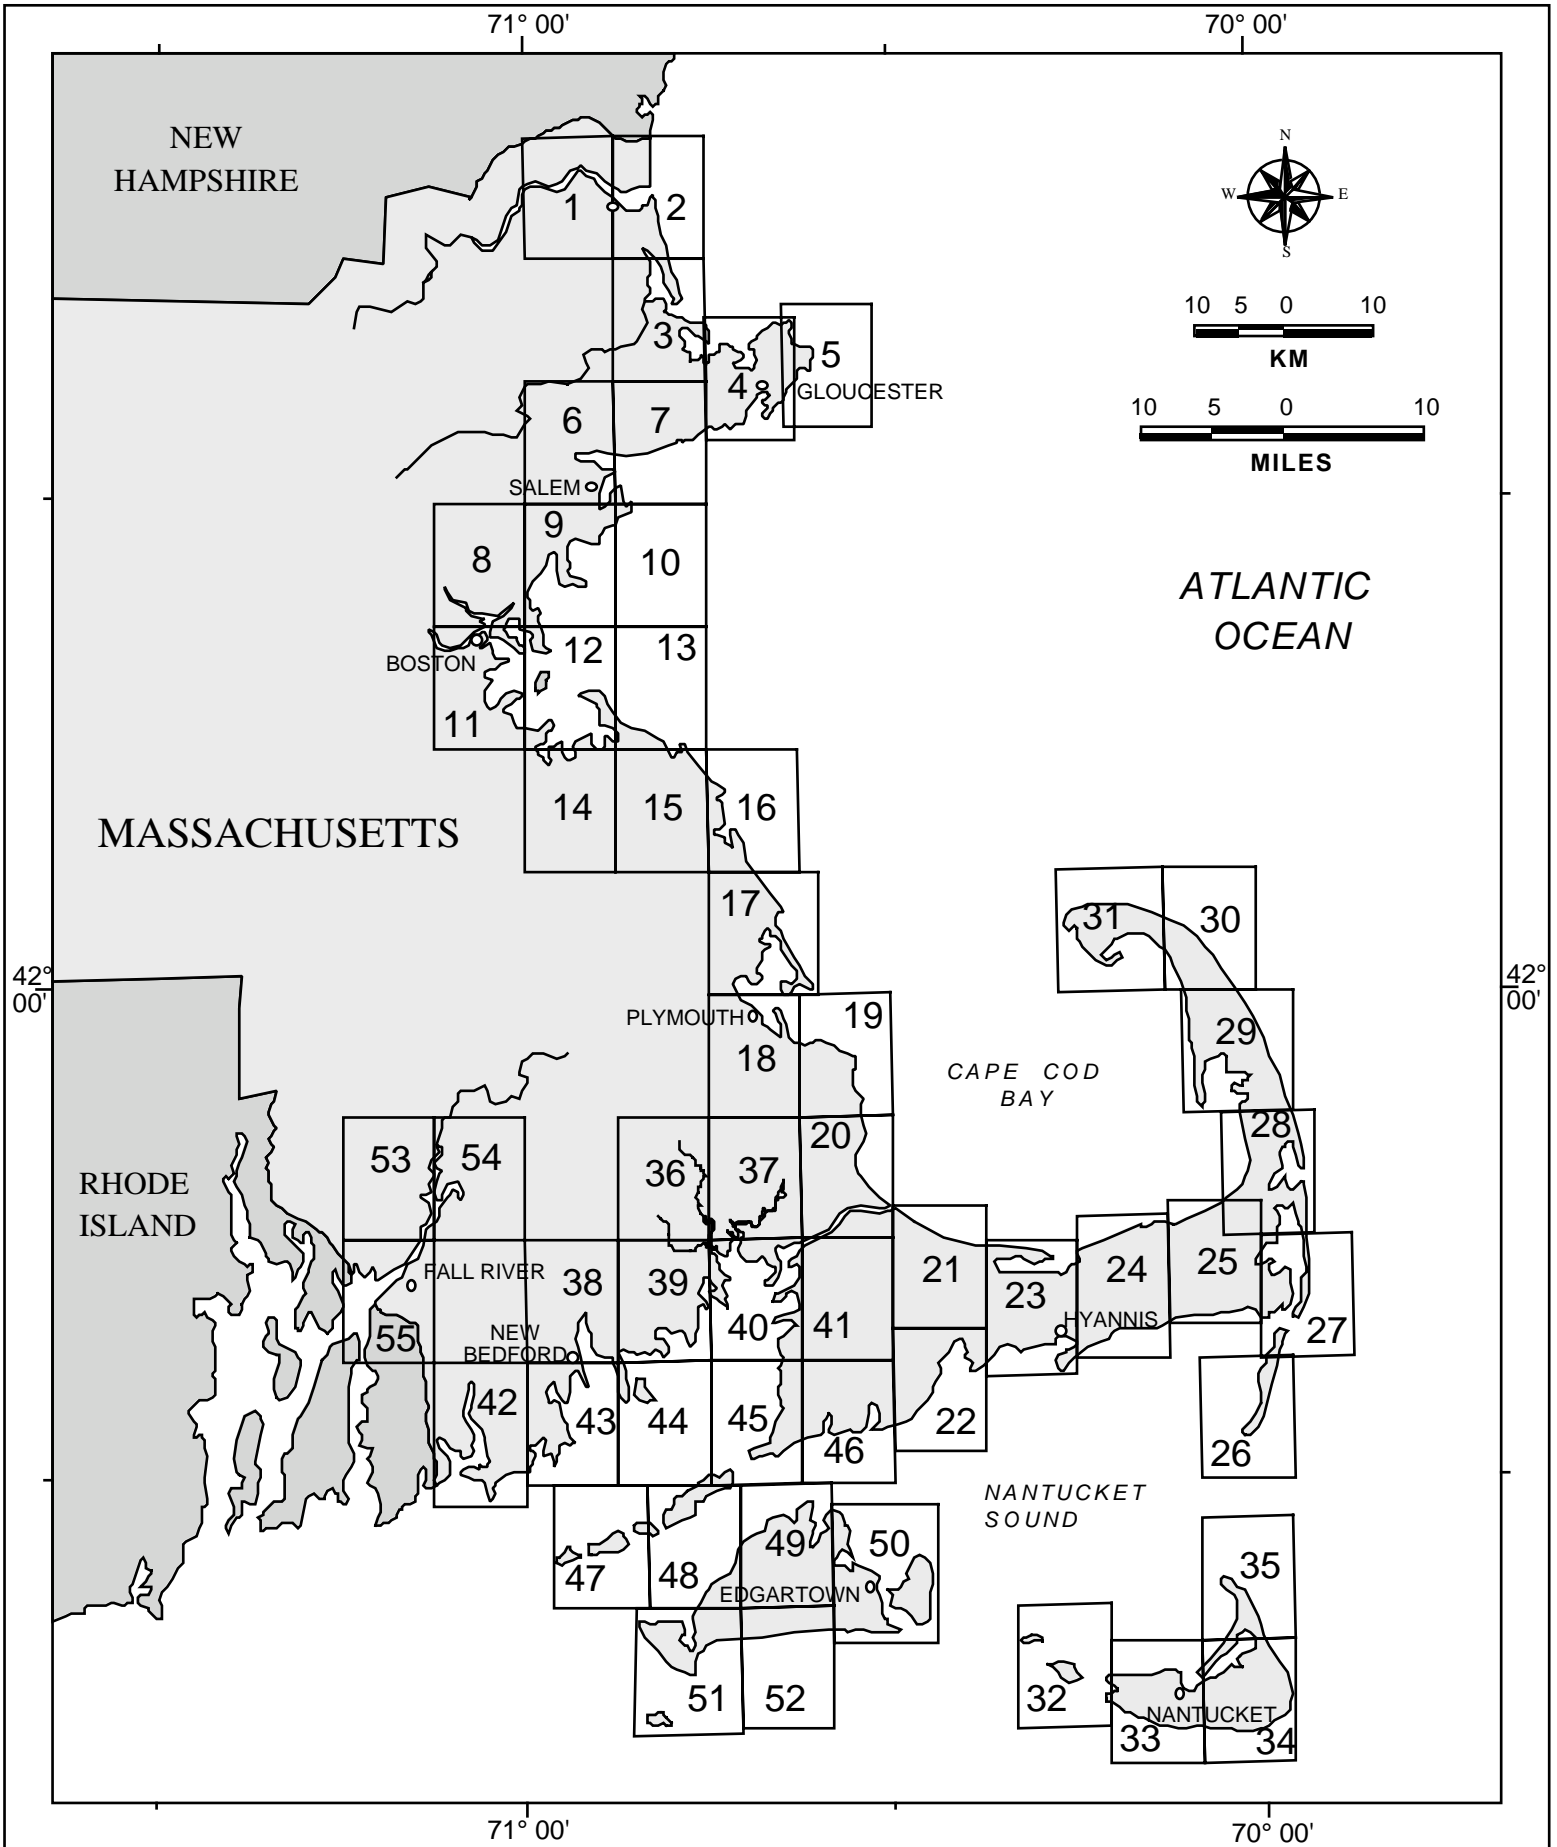 71° 00'
70° 00'
NEW
HAMPSHIRE
N
W
E
S
1
2
10 5 0 10
KM
3
5
4
GLOUCESTER
10 5 0 10
MILES
6
7
SALEM
9
8
10
ATLANTIC
OCEAN
12
13
BOSTON
11
14
15
16
MASSACHUSETTS
17
31
30
42°
00'
42°
00'
PLYMOUTH
19
18
29
CAPE COD
BAY
20
28
53
54
36
37
RHODE
ISLAND
FALL RIVER
38
39
21
24
25
23
40
41
HYANNIS
27
55
NEW
BEDFORD
42
43
44
45
46
22
26
NANTUCKET
SOUND
47
48
49
50
EDGARTOWN
35
51
52
32
NANTUCKET
33
34
71° 00'
70° 00'